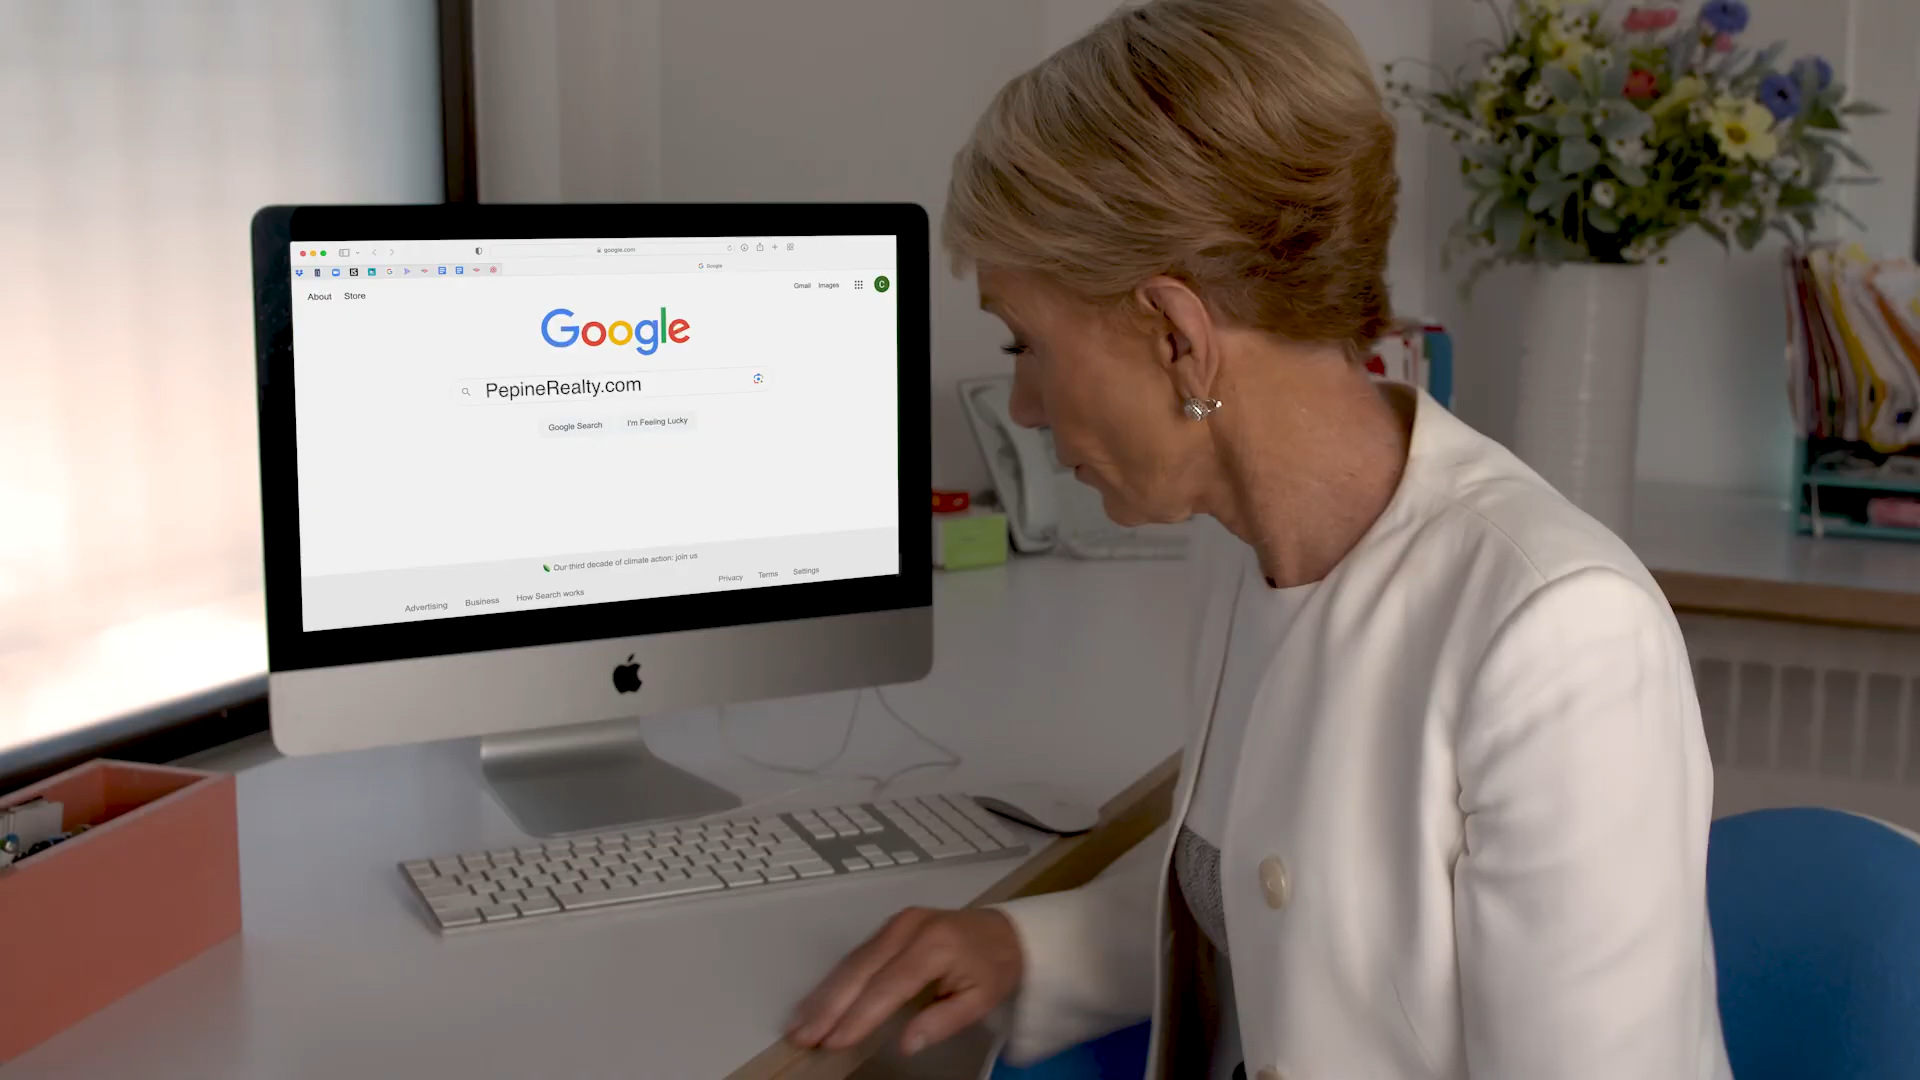 google.com
Google
About Store
Gmail Images
C
Google
PepineRealty.com
Google Search I'm Feeling Lucky
Our third decade of climate action: join us
Advertising Business How Search works
Privacy Terms Settings